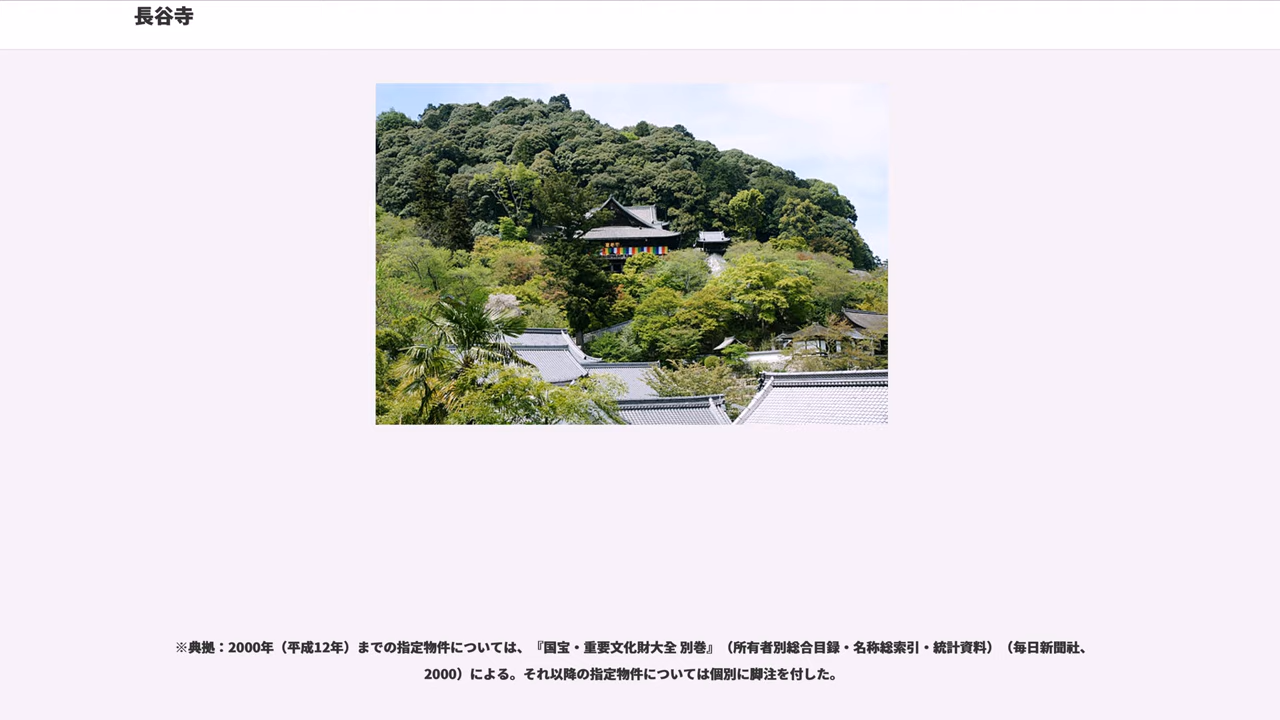 長谷寺
※典拠：2000年（平成12年）までの指定物件については、『国宝・重要文化財大全 別巻』（所有者別総合目録・名称総索引・統計資料）（毎日新聞社、
2000）による。それ以降の指定物件については個別に脚注を付した。